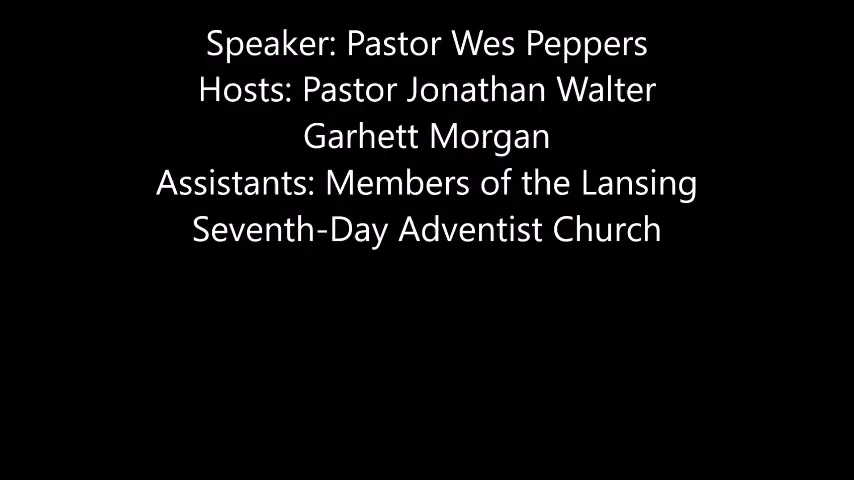 Speaker: Pastor Wes Peppers
Hosts: Pastor Jonathan Walter
Garhett Morgan
Assistants: Members of the Lansing
Seventh-Day Adventist Church